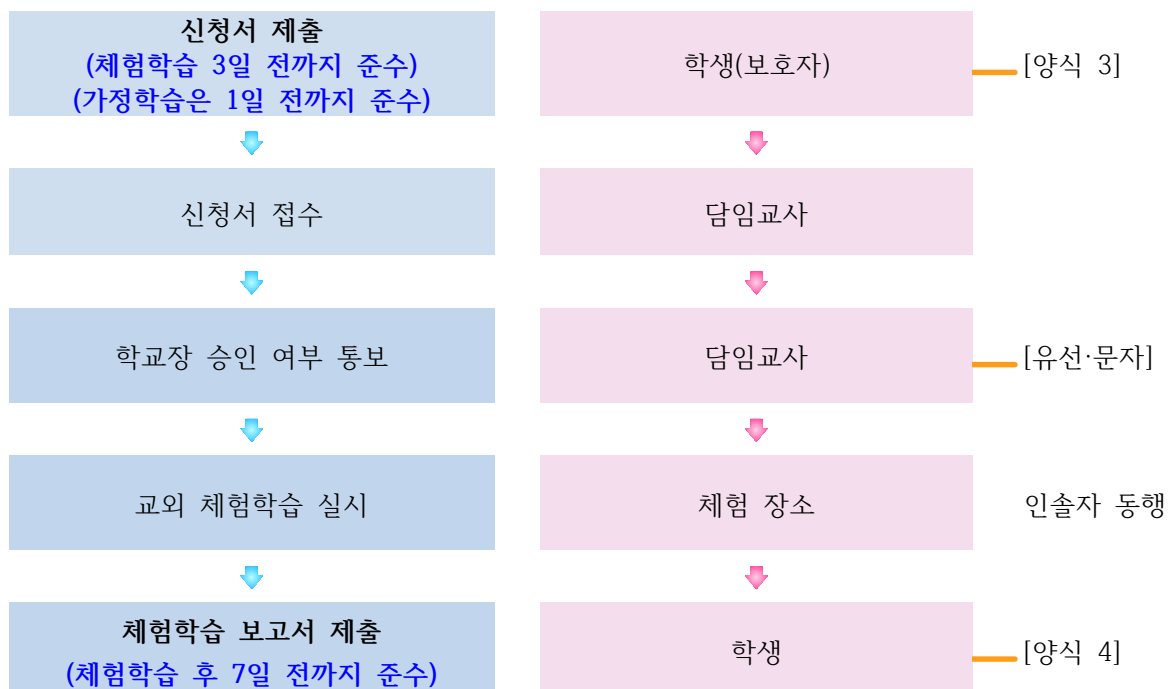 신청서 제출
(체험학습 3일 전까지 준수)
(가정학습은 1일 전까지 준수)
학생(보호자)
[양식 3]
신청서 접수
담임교사
학교장 승인 여부 통보
담임교사
[유선·문자]
교외 체험학습 실시
체험 장소
인솔자 동행
체험학습 보고서 제출
(체험학습 후 7일 전까지 준수)
학생
[양식 4]